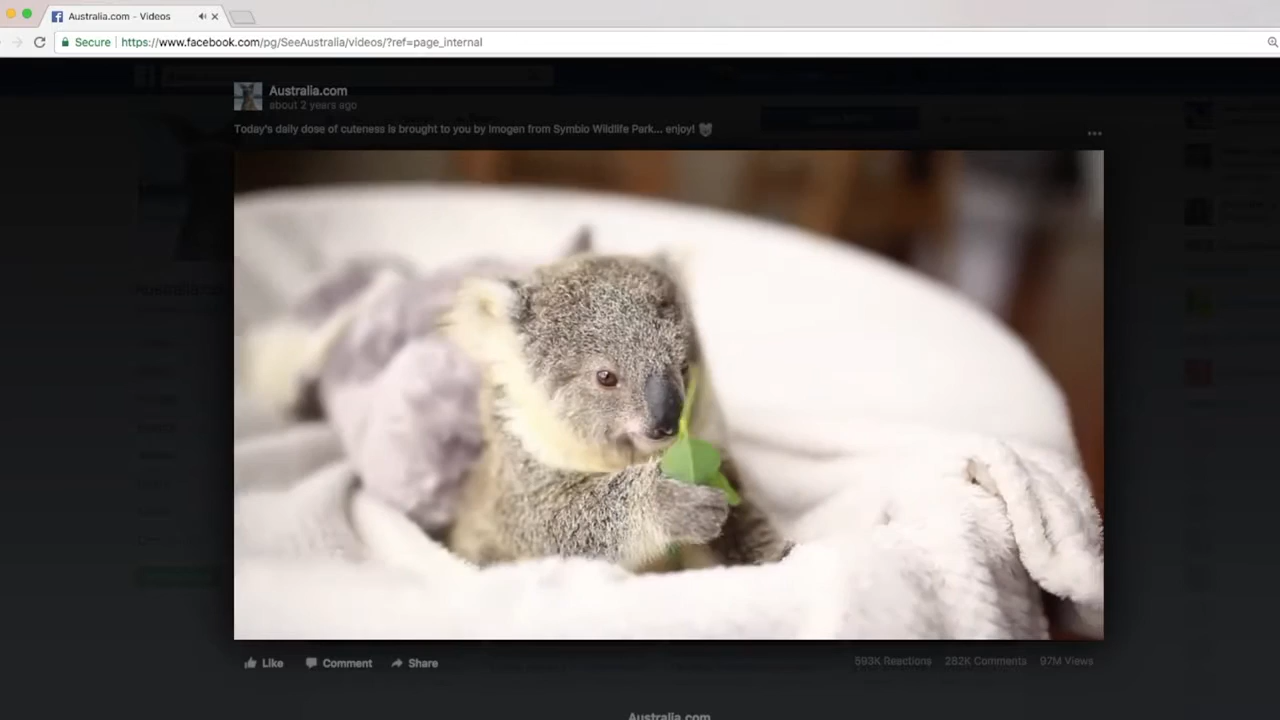 Australia.com - Videos
Secure https://www.facebook.com/pg/SeeAustralia/videos/?ref=page_internal
Australia.com
about 2 years ago
Today's daily dose of cuteness is brought to you by Imogen from Symbio Wildlife Park... enjoy!
Like Comment Share 593K Reactions 282K Comments 97M Views
Australia.com